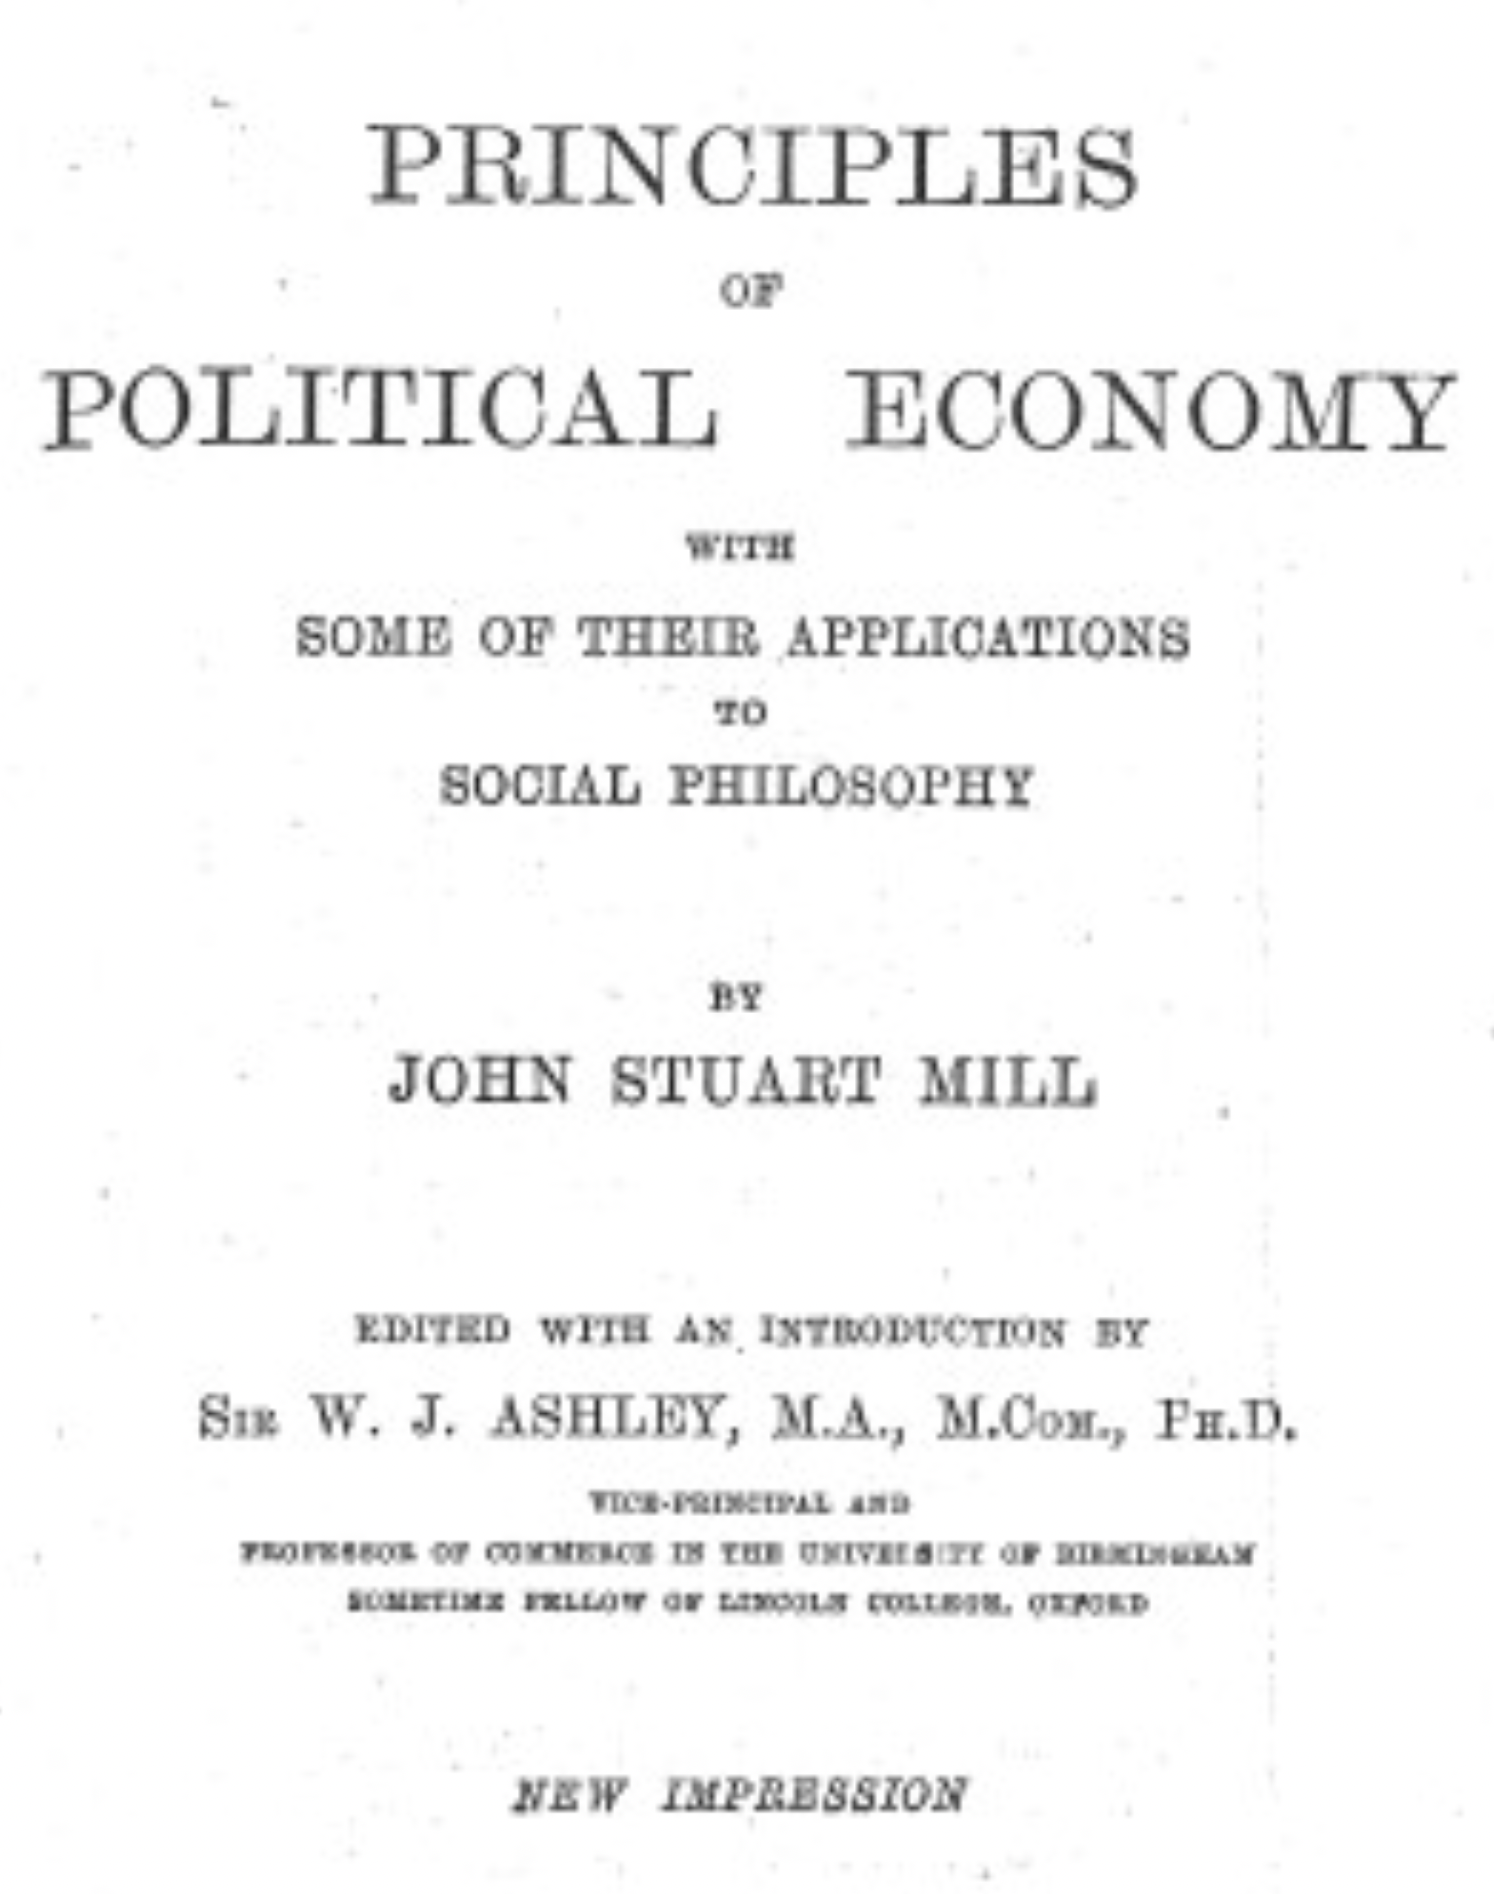 PRINCIPLES
OF
POLITICAL ECONOMY
WITH
SOME OF THEIR APPLICATIONS
TO
SOCIAL PHILOSOPHY
BY
JOHN STUART MILL
EDITED WITH AN INTRODUCTION BY
SIR W. J. ASHLEY, M.A., M.COM., PH.D.
VICE-PRINCIPAL AND
PROFESSOR OF COMMERCE IN THE UNIVERSITY OF BIRMINGHAM
SOMETIME FELLOW OF LINCOLN COLLEGE, OXFORD
NEW IMPRESSION